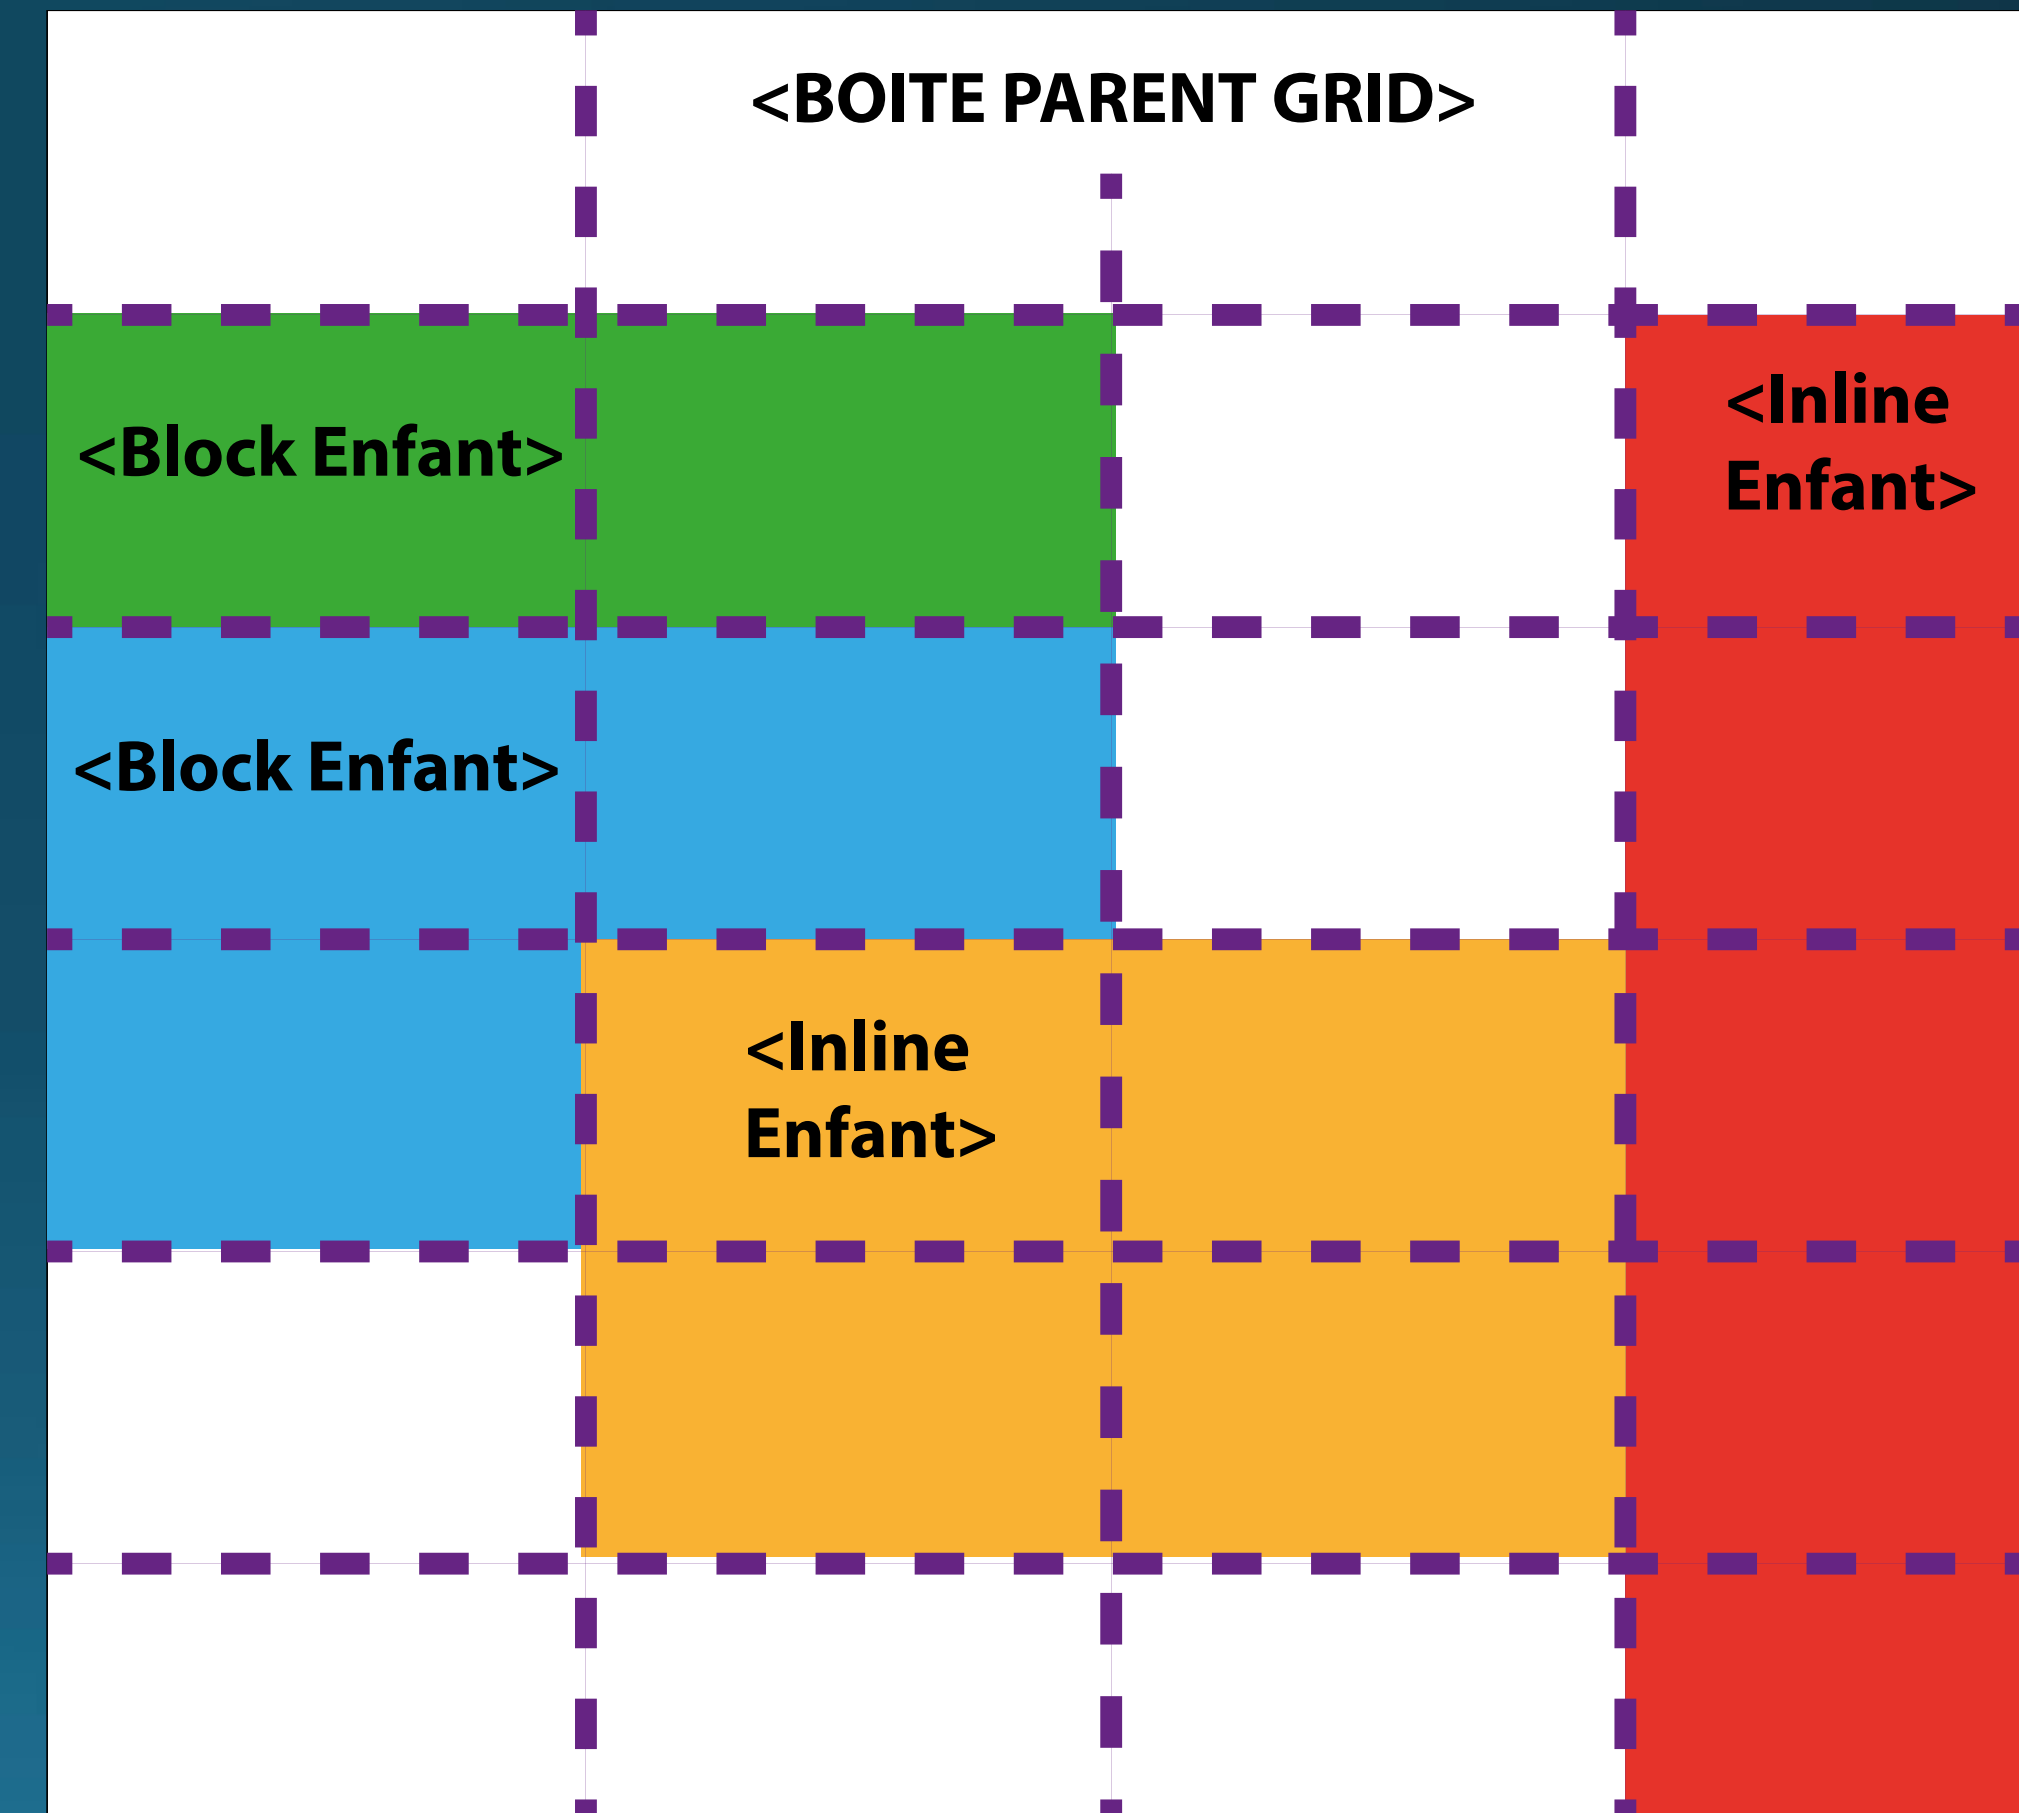 <BOITE PARENT GRID>
<Block Enfant>
<Inline
Enfant>
<Block Enfant>
<Inline
Enfant>